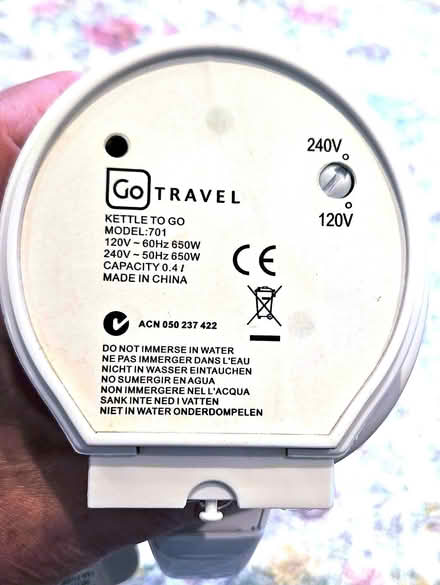 240V
Go TRAVEL
120V
KETTLE TO GO
MODEL:701
120V ~ 60Hz 650W
240V ~ 50Hz 650W
CAPACITY 0.4 l
MADE IN CHINA
CE
ACN 050 237 422
DO NOT IMMERSE IN WATER
NE PAS IMMERGER DANS L'EAU
NICHT IN WASSER EINTAUCHEN
NO SUMERGIR EN AGUA
NON IMMERGERE NEL L'ACQUA
SANK INTE NED I VATTEN
NIET IN WATER ONDERDOMPELEN